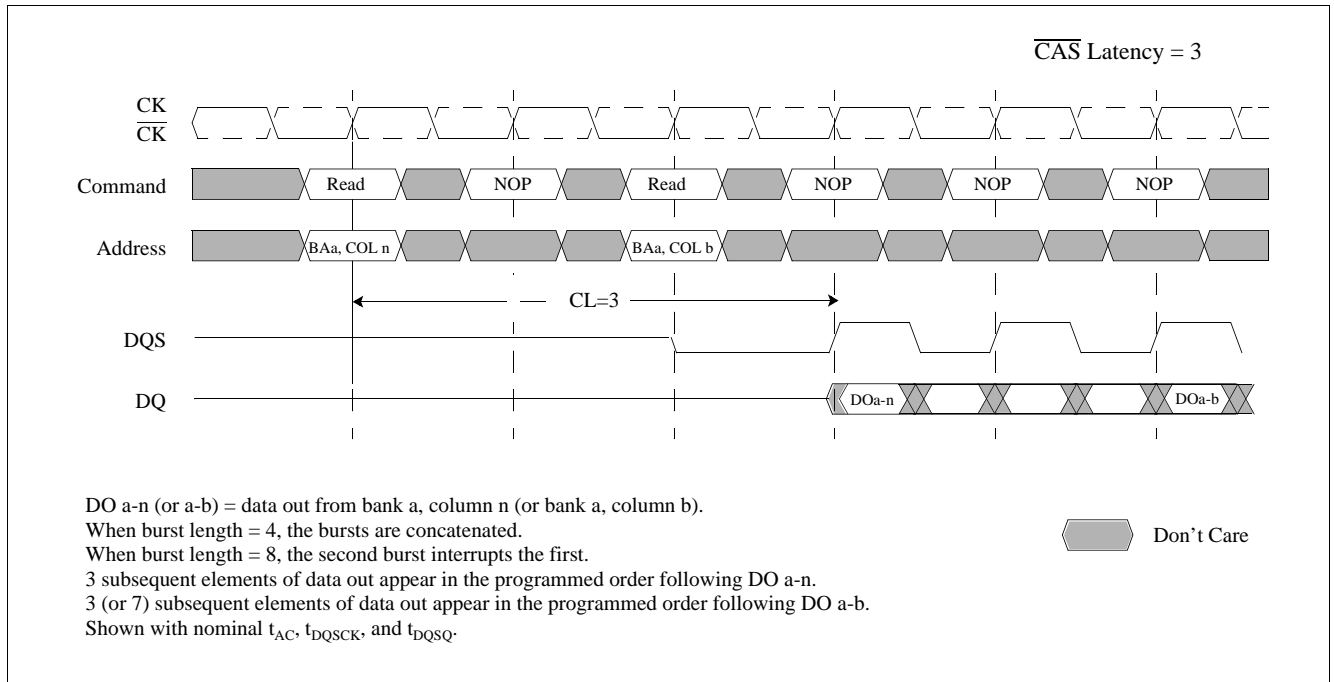 CAS Latency = 3
CK
CK
Command
Read
NOP
Read
NOP
NOP
NOP
Address
BAa, COL n
BAa, COL b
CL=3
DQS
DQ
DOa-n
DOa-b
DO a-n (or a-b) = data out from bank a, column n (or bank a, column b).
When burst length = 4, the bursts are concatenated.
When burst length = 8, the second burst interrupts the first.
3 subsequent elements of data out appear in the programmed order following DO a-n.
3 (or 7) subsequent elements of data out appear in the programmed order following DO a-b.
Shown with nominal tAC, tDQSCK, and tDQSQ.
Don't Care